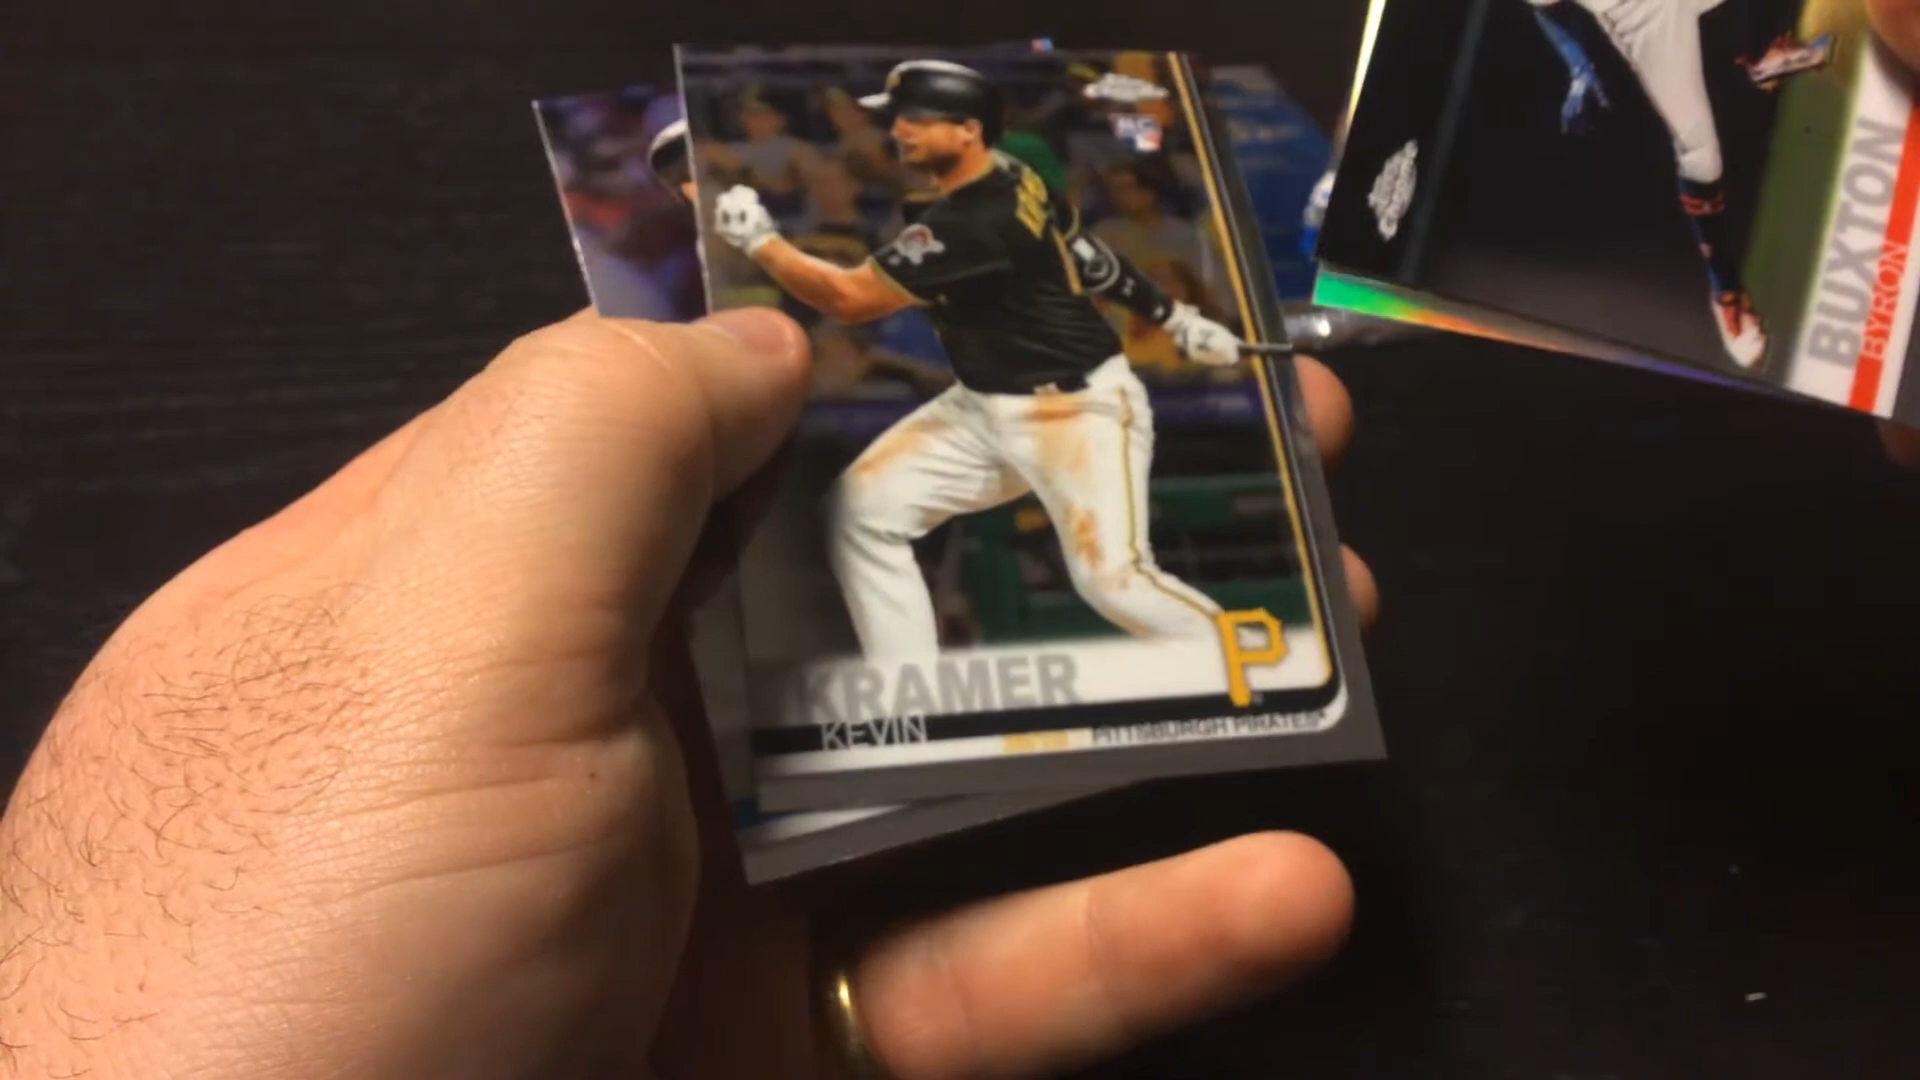 KRAMER
KEVIN
PITTSBURGH PIRATES
P
BUXTON
BYRON